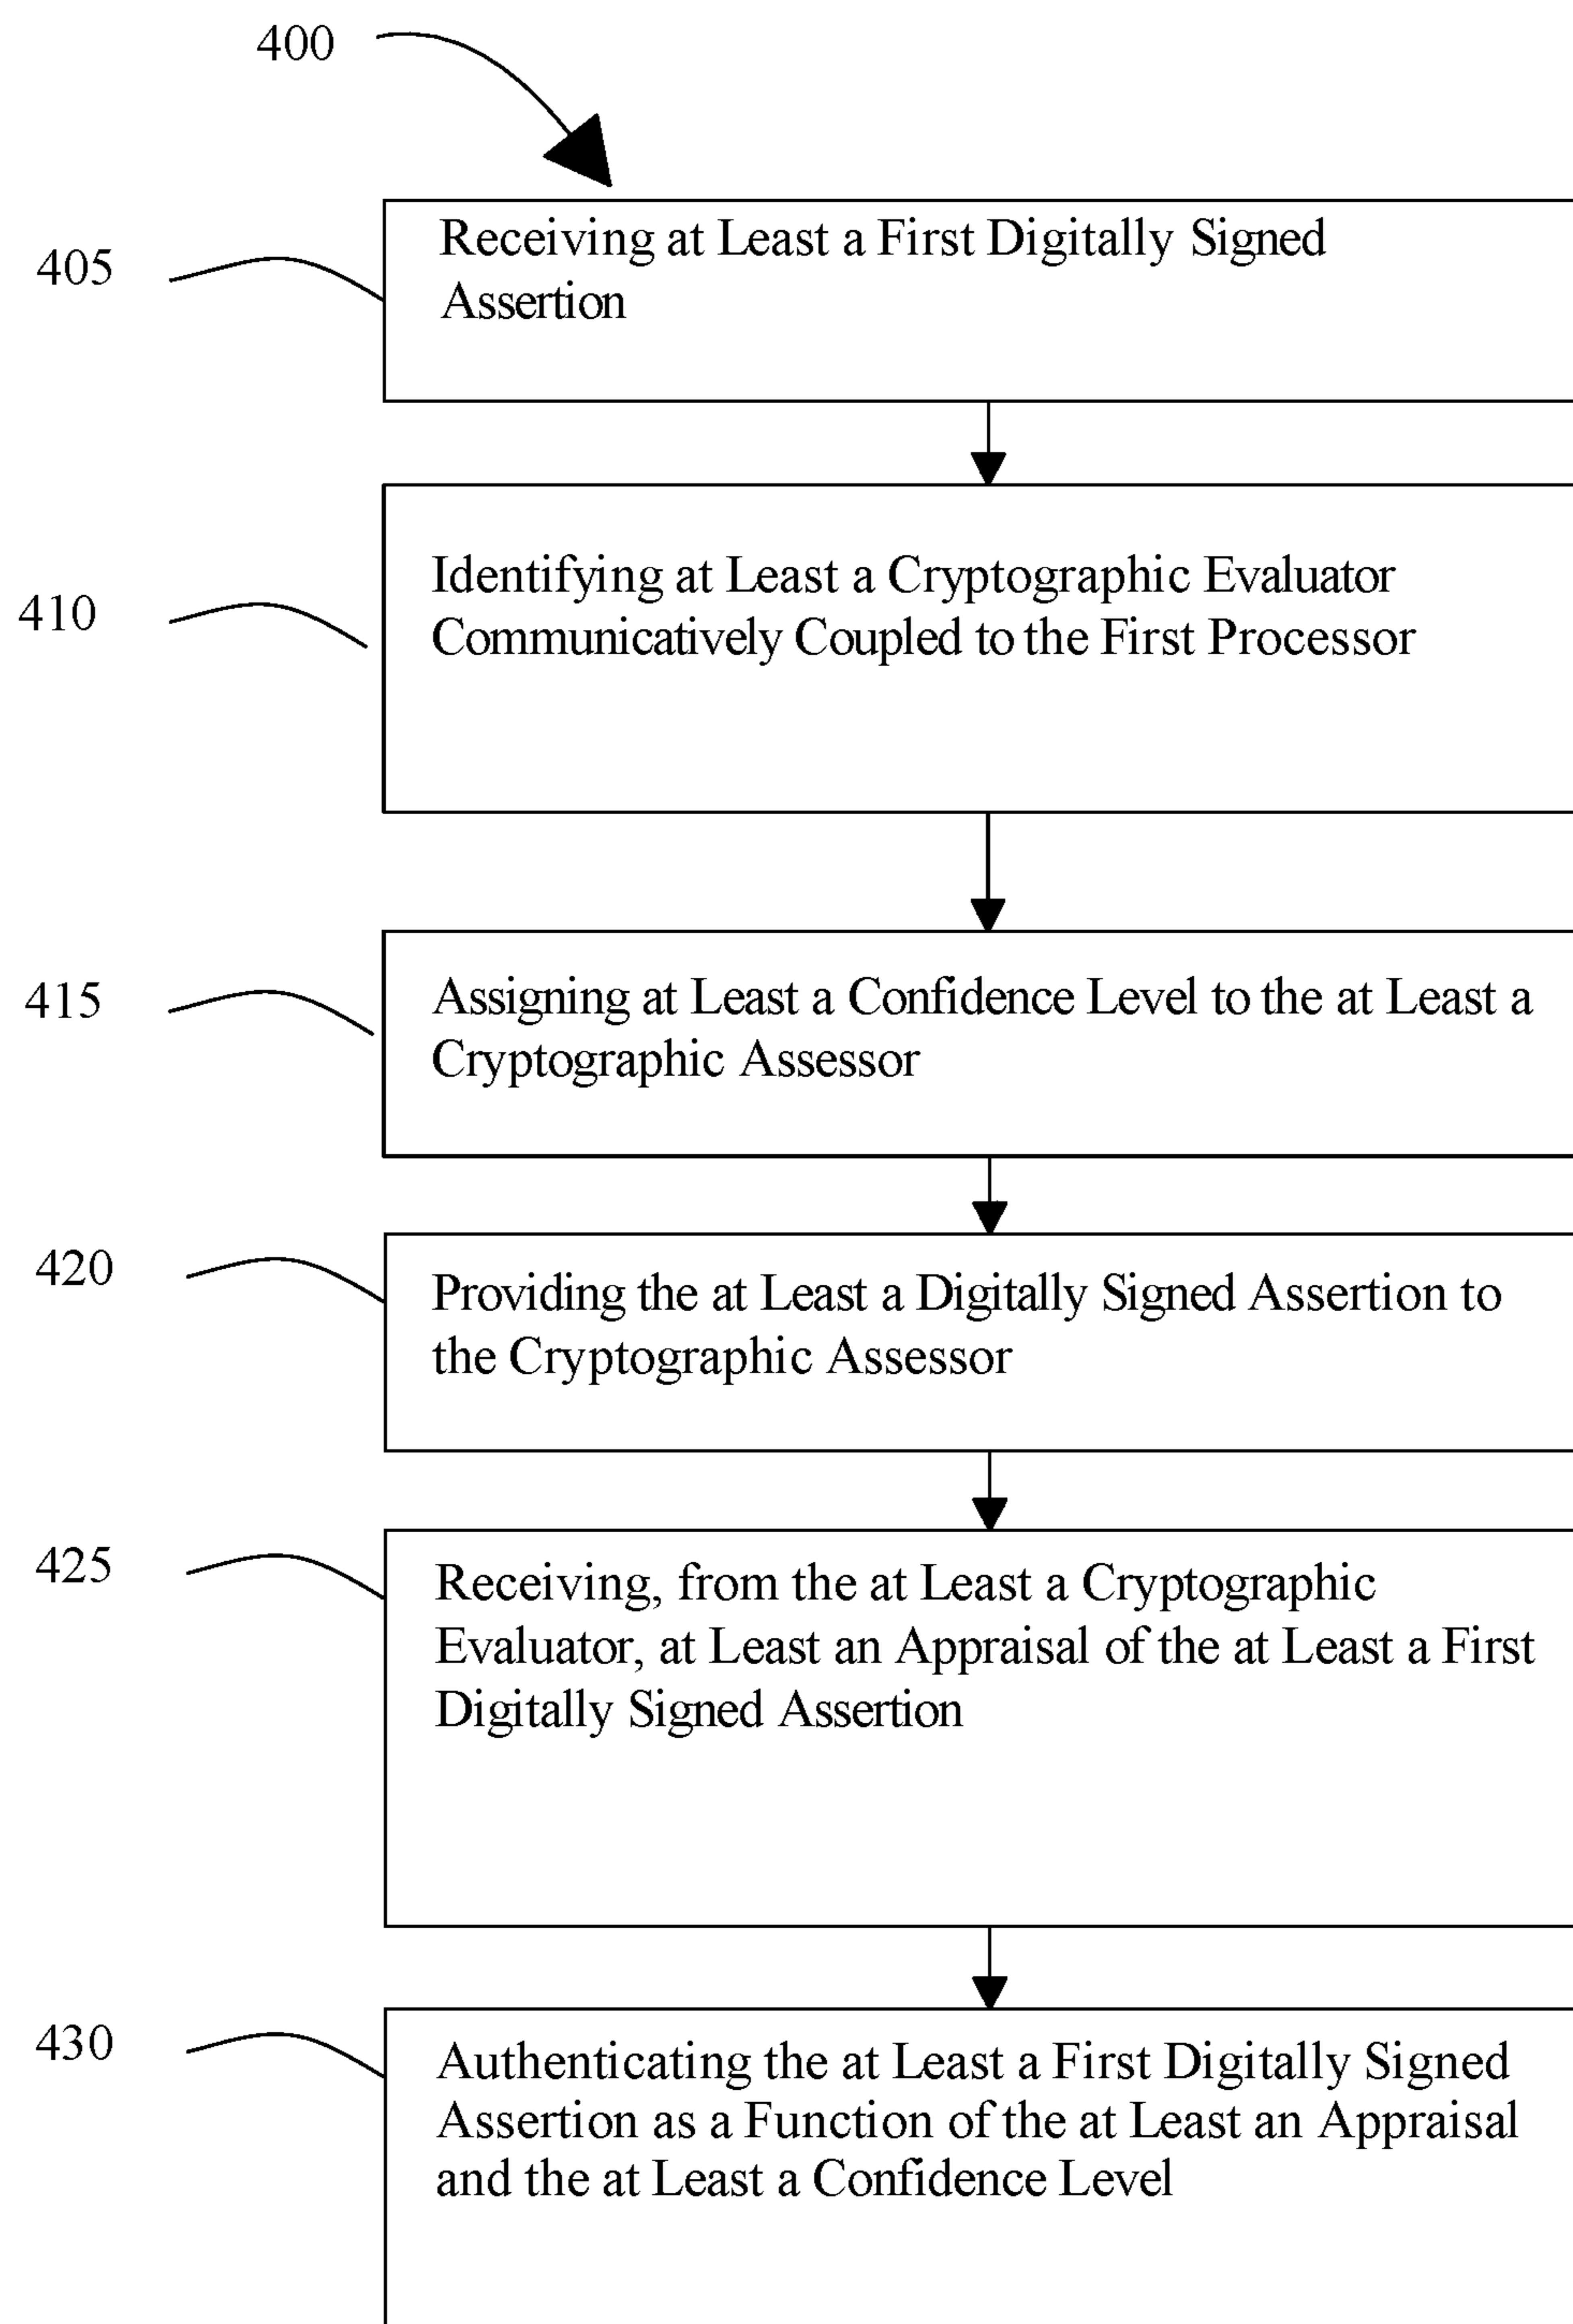 400
405
Receiving at Least a First Digitally Signed
Assertion
410
Identifying at Least a Cryptographic Evaluator
Communicatively Coupled to the First Processor
415
Assigning at Least a Confidence Level to the at Least a
Cryptographic Assessor
420
Providing the at Least a Digitally Signed Assertion to
the Cryptographic Assessor
425
Receiving, from the at Least a Cryptographic
Evaluator, at Least an Appraisal of the at Least a First
Digitally Signed Assertion
430
Authenticating the at Least a First Digitally Signed
Assertion as a Function of the at Least an Appraisal
and the at Least a Confidence Level